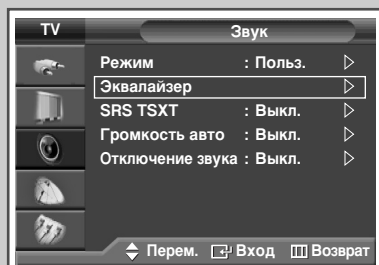 TV Звук
Режим : Польз.
Эквалайзер
SRS TSXT : Выкл.
Громкость авто : Выкл.
Отключение звука : Выкл.
Перем. Вход Возврат